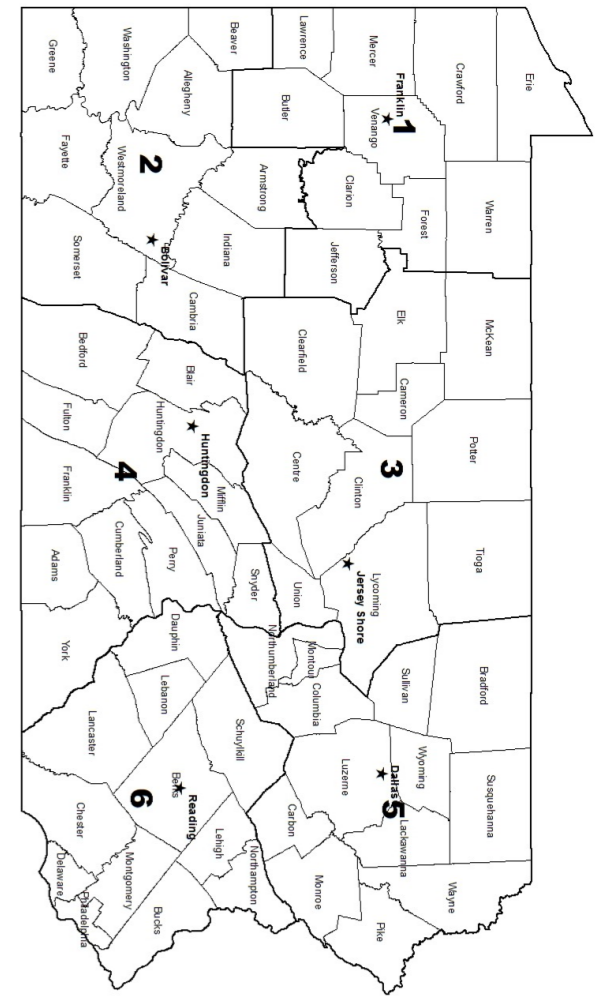 Erie
Crawford
Warren
McKean
Potter
Tioga
Bradford
Susquehanna
Wayne
Mercer
Franklin
1
Venango
Forest
Elk
Cameron
3
Clinton
Lycoming
Jersey Shore
Sullivan
Wyoming
Dallas
5
Lackawanna
Pike
Lawrence
Butler
Clarion
Jefferson
Clearfield
Centre
Union
Montour
Northumberland
Columbia
Luzerne
Carbon
Monroe
Beaver
Allegheny
Armstrong
Indiana
Cambria
Blair
Huntingdon
Huntingdon
Mifflin
Juniata
Snyder
Schuylkill
Northampton
Lehigh
Washington
2
Westmoreland
Bolivar
4
Perry
Cumberland
Dauphin
Lebanon
Berks
Reading
6
Montgomery
Bucks
Greene
Fayette
Somerset
Bedford
Fulton
Franklin
Adams
York
Lancaster
Chester
Delaware
Philadelphia